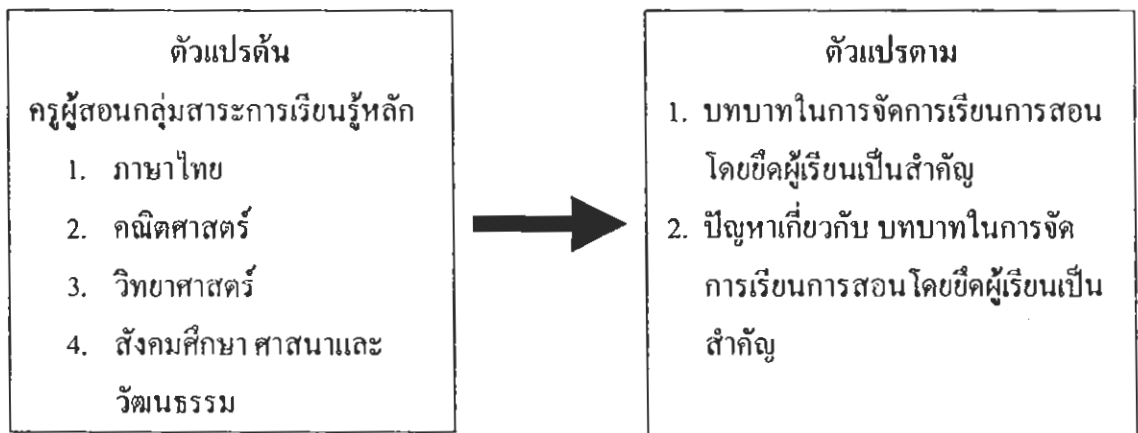 ตัวแปรต้น
ครูผู้สอนกลุ่มสาระการเรียนรู้หลัก
1. ภาษาไทย
2. คณิตศาสตร์
3. วิทยาศาสตร์
4. สังคมศึกษา ศาสนาและ
วัฒนธรรม
ตัวแปรตาม
1. บทบาทในการจัดการเรียนการสอน
โดยยึดผู้เรียนเป็นสำคัญ
2. ปัญหาเกี่ยวกับ บทบาทในการจัด
การเรียนการสอนโดยยึดผู้เรียนเป็น
สำคัญ